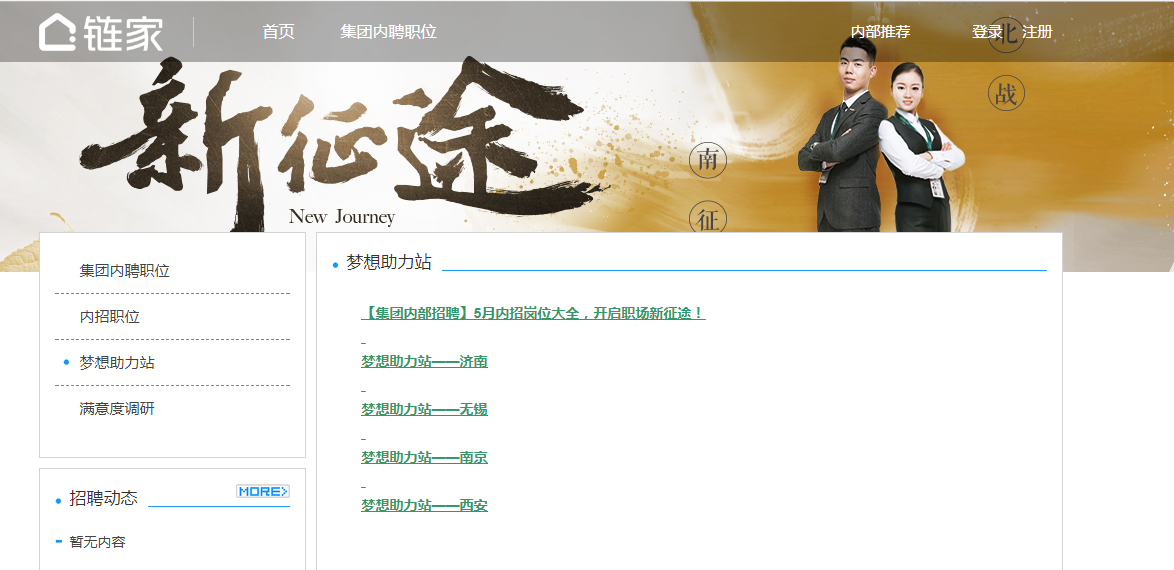 链家
首页
集团内聘职位
内部推荐
登录
注册
新征途
New Journey
南
征
北
战
集团内聘职位
内招职位
梦想助力站
满意度调研
招聘动态
MORE>
暂无内容
梦想助力站
【集团内部招聘】5月内招岗位大全，开启职场新征途！
梦想助力站——济南
梦想助力站——无锡
梦想助力站——南京
梦想助力站——西安